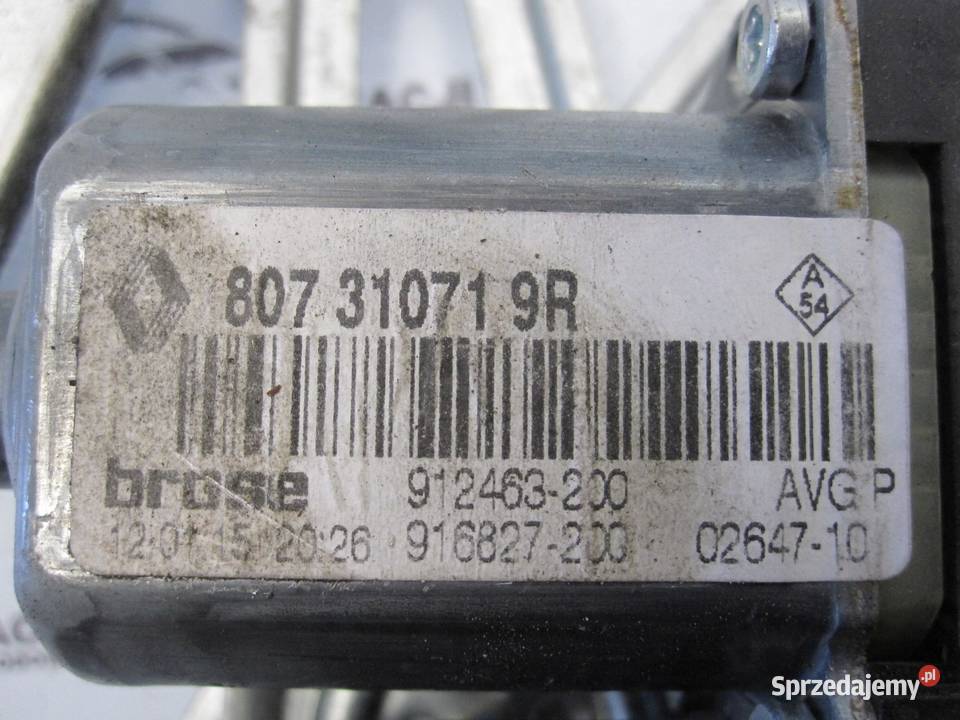 807 31071 9R
A
54
brose 912463-200 AVG P
12:01:15 20:26 916827-200 02647-10
Sprzedajemy.pl